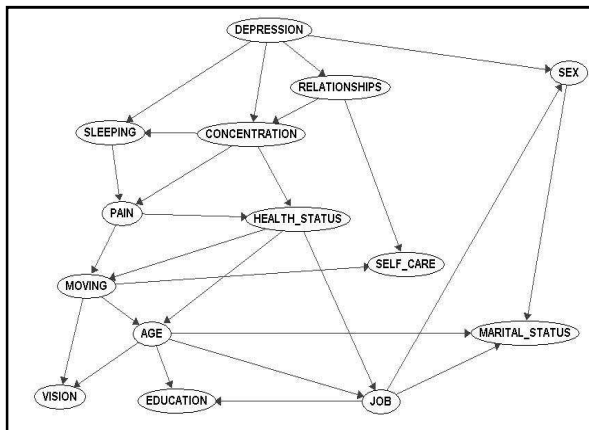 DEPRESSION
SEX
RELATIONSHIPS
SLEEPING
CONCENTRATION
PAIN
HEALTH_STATUS
SELF_CARE
MOVING
AGE
MARITAL_STATUS
VISION
EDUCATION
JOB